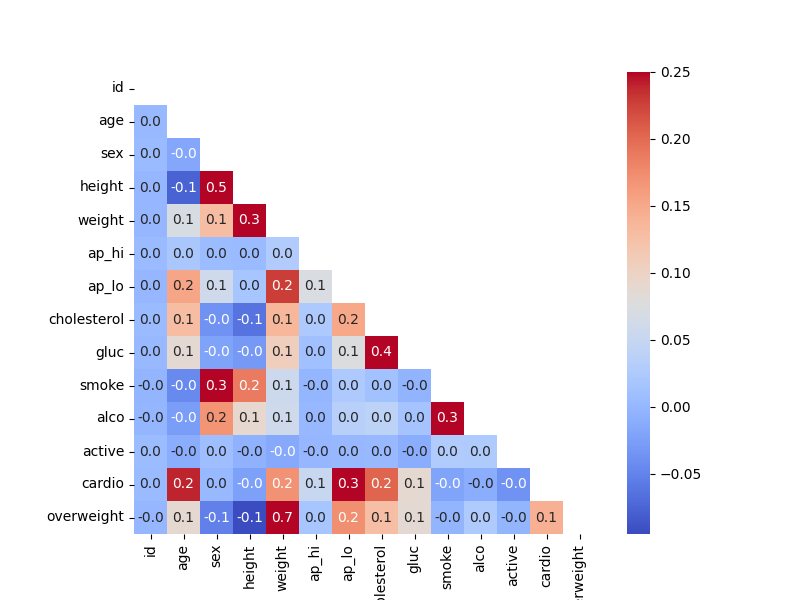 id
age 0.0
sex 0.0 -0.0
height 0.0 -0.1 0.5
weight 0.0 0.1 0.1 0.3
ap_hi 0.0 0.0 0.0 0.0 0.0
ap_lo 0.0 0.2 0.1 0.0 0.2 0.1
cholesterol 0.0 0.1 -0.0 -0.1 0.1 0.0 0.2
gluc 0.0 0.1 -0.0 -0.0 0.1 0.0 0.1 0.4
smoke -0.0 -0.0 0.3 0.2 0.1 -0.0 0.0 0.0 -0.0
alco -0.0 -0.0 0.2 0.1 0.1 0.0 0.0 0.0 0.0 0.3
active 0.0 -0.0 0.0 -0.0 -0.0 -0.0 0.0 0.0 -0.0 0.0 0.0
cardio 0.0 0.2 0.0 -0.0 0.2 0.1 0.3 0.2 0.1 -0.0 -0.0 -0.0
overweight -0.0 0.1 -0.1 -0.1 0.7 0.0 0.2 0.1 0.1 -0.0 0.0 -0.0 0.1
id age sex height weight ap_hi ap_lo olesterol gluc smoke alco active cardio rweight
0.25
0.20
0.15
0.10
0.05
0.00
−0.05